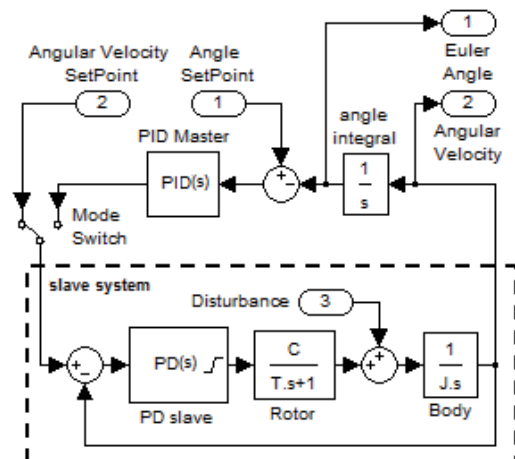 1
Angular Velocity
SetPoint
2
Angle
SetPoint
1
Euler
Angle
2
Angular
Velocity
angle
integral
1
s
PID Master
PID(s)
+
−
Mode
Switch
slave system
Disturbance
3
+
−
PD(s)
PD slave
C
T.s+1
Rotor
+
+
1
J.s
Body